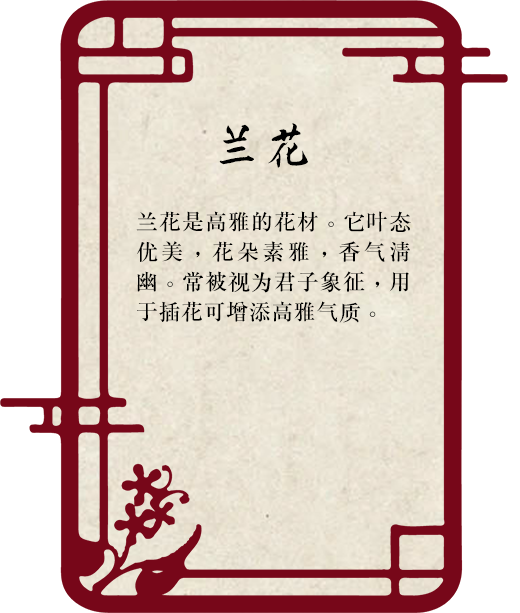 兰花
兰花是高雅的花材。它叶态
优美，花朵素雅，香气清
幽。常被视为君子象征，用
于插花可增添高雅气质。